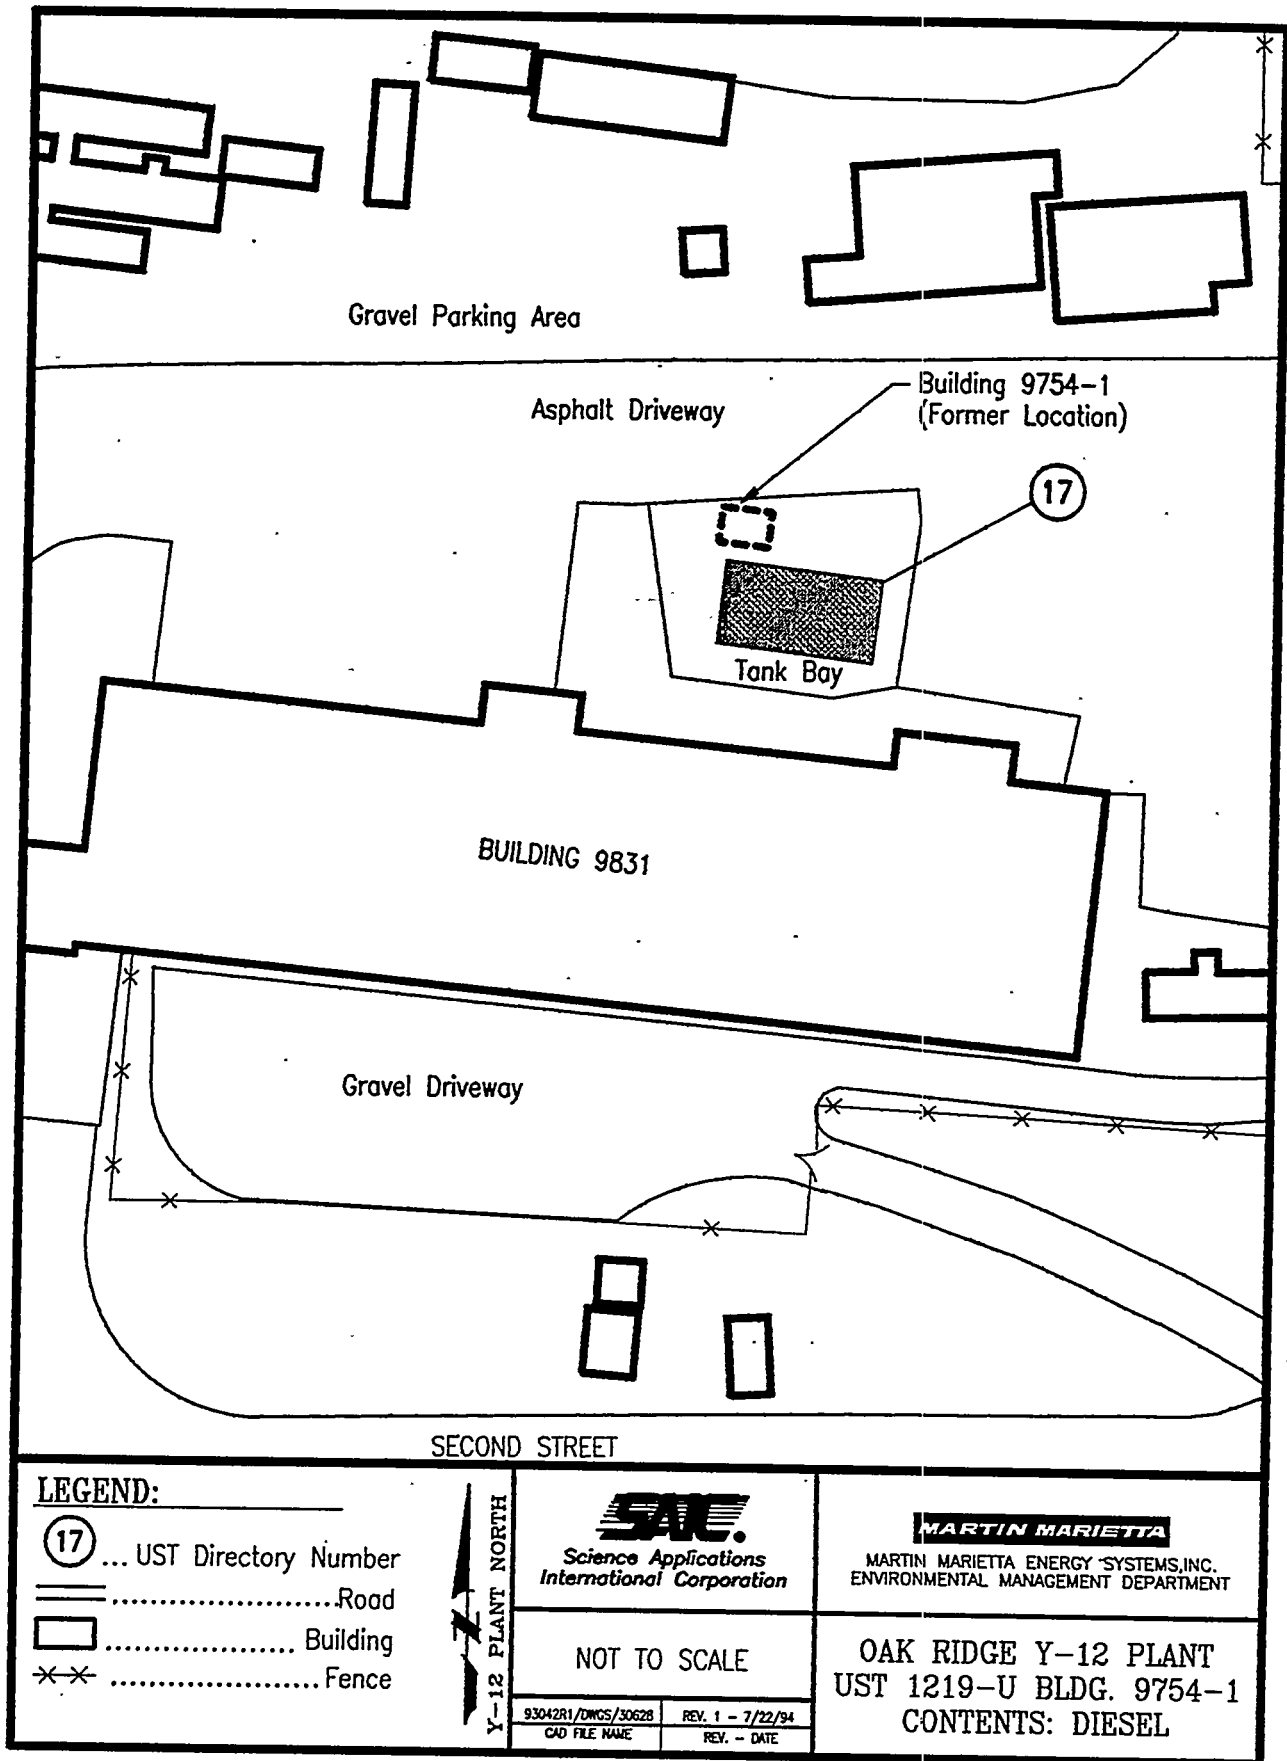 Gravel Parking Area
Building 9754-1
(Former Location)
Asphalt Driveway
17
Tank Bay
BUILDING 9831
Gravel Driveway
SECOND STREET
LEGEND:
17 ... UST Directory Number
........................Road
.................... Building
......................Fence
Y-12 PLANT NORTH
SAIC.
Science Applications
International Corporation
NOT TO SCALE
93042R1/DWGS/30628
CAD FILE NAME
REV. 1 - 7/22/94
REV. - DATE
MARTIN MARIETTA
MARTIN MARIETTA ENERGY SYSTEMS,INC.
ENVIRONMENTAL MANAGEMENT DEPARTMENT
OAK RIDGE Y-12 PLANT
UST 1219-U BLDG. 9754-1
CONTENTS: DIESEL